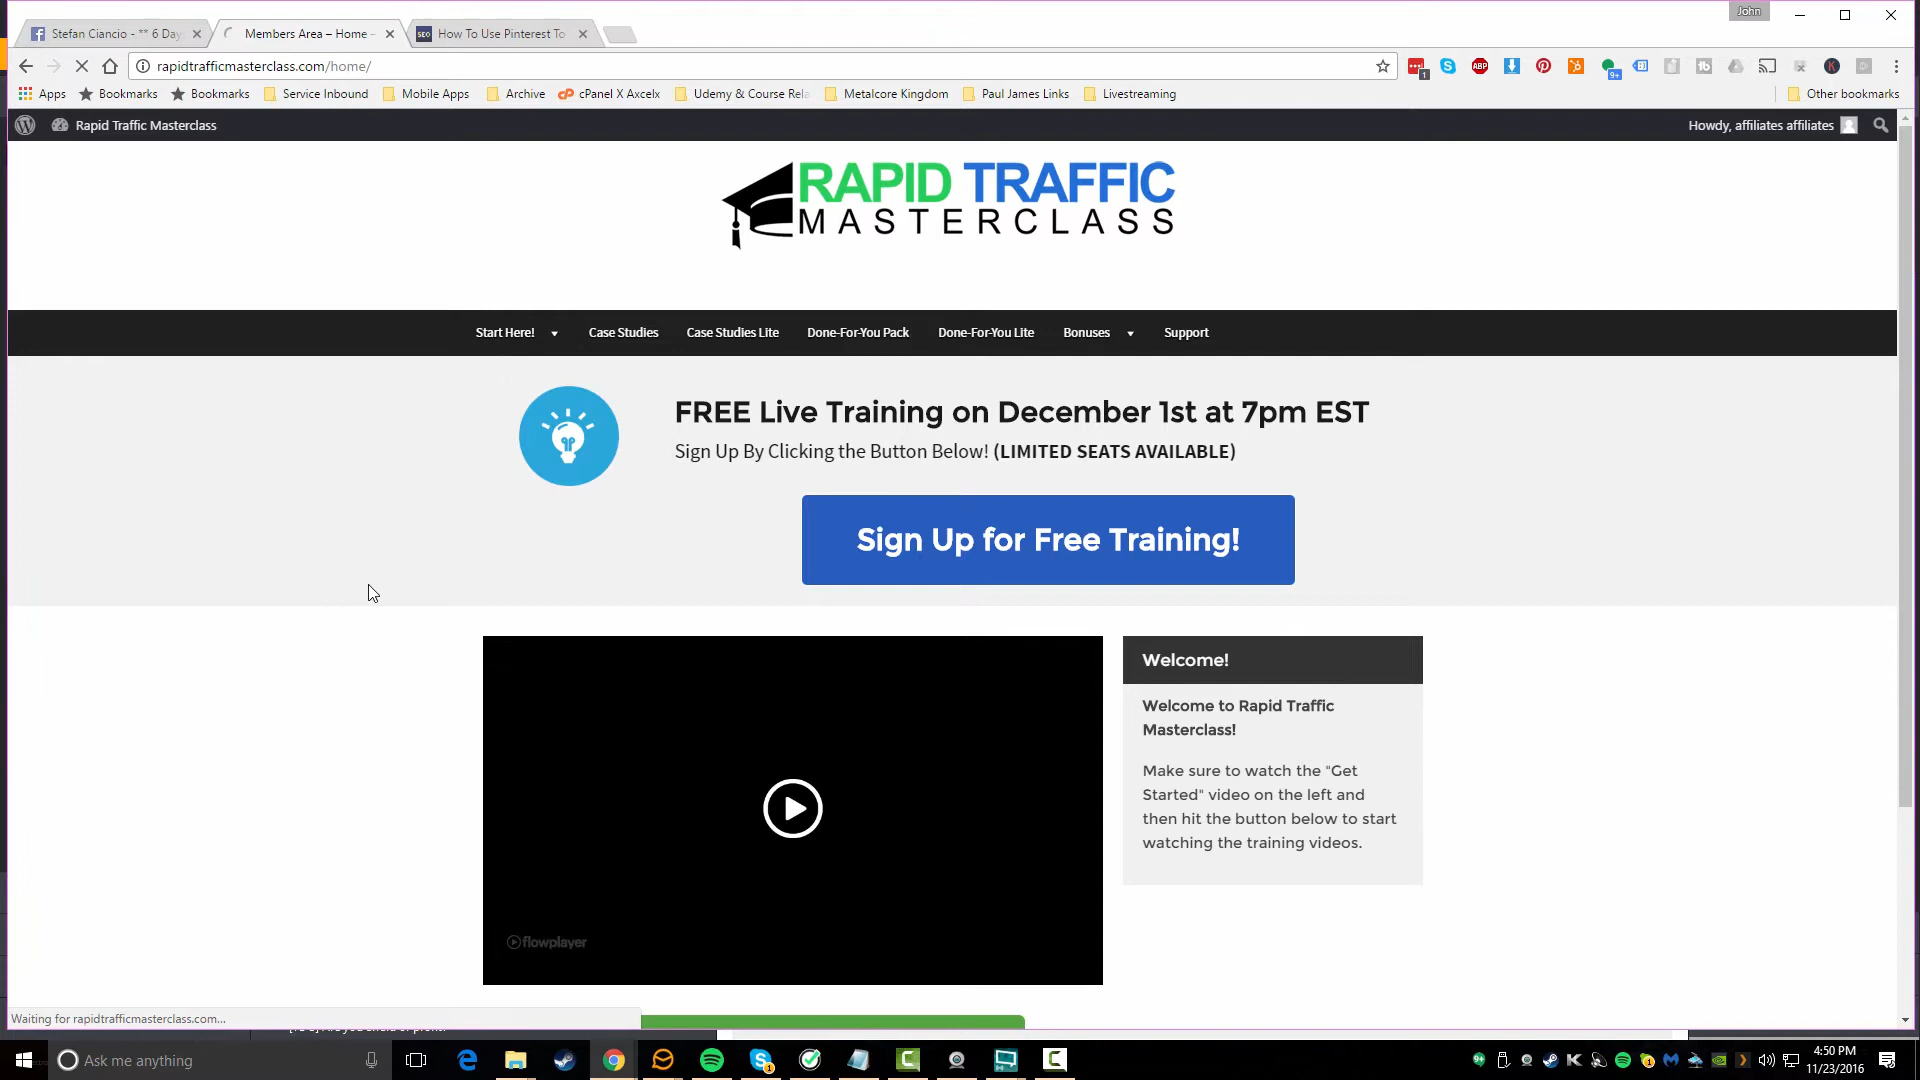 John
Stefan Ciancio - ** 6 Day
Members Area – Home -
SEO
How To Use Pinterest To
rapidtrafficmasterclass.com/home/
ABP
1
9+
Apps
Bookmarks
Bookmarks
Service Inbound
Mobile Apps
Archive
cP cPanel X Axcelx
Udemy & Course Rela
Metalcore Kingdom
Paul James Links
Livestreaming
Other bookmarks
Rapid Traffic Masterclass
Howdy, affiliates affiliates
RAPID TRAFFIC
MASTERCLASS
Start Here!
Case Studies
Case Studies Lite
Done-For-You Pack
Done-For-You Lite
Bonuses
Support
FREE Live Training on December 1st at 7pm EST
Sign Up By Clicking the Button Below! (LIMITED SEATS AVAILABLE)
Sign Up for Free Training!
Welcome!
Welcome to Rapid Traffic
Masterclass!
Make sure to watch the "Get
Started" video on the left and
then hit the button below to start
watching the training videos.
flowplayer
Waiting for rapidtrafficmasterclass.com...
Ask me anything
4:50 PM
11/23/2016